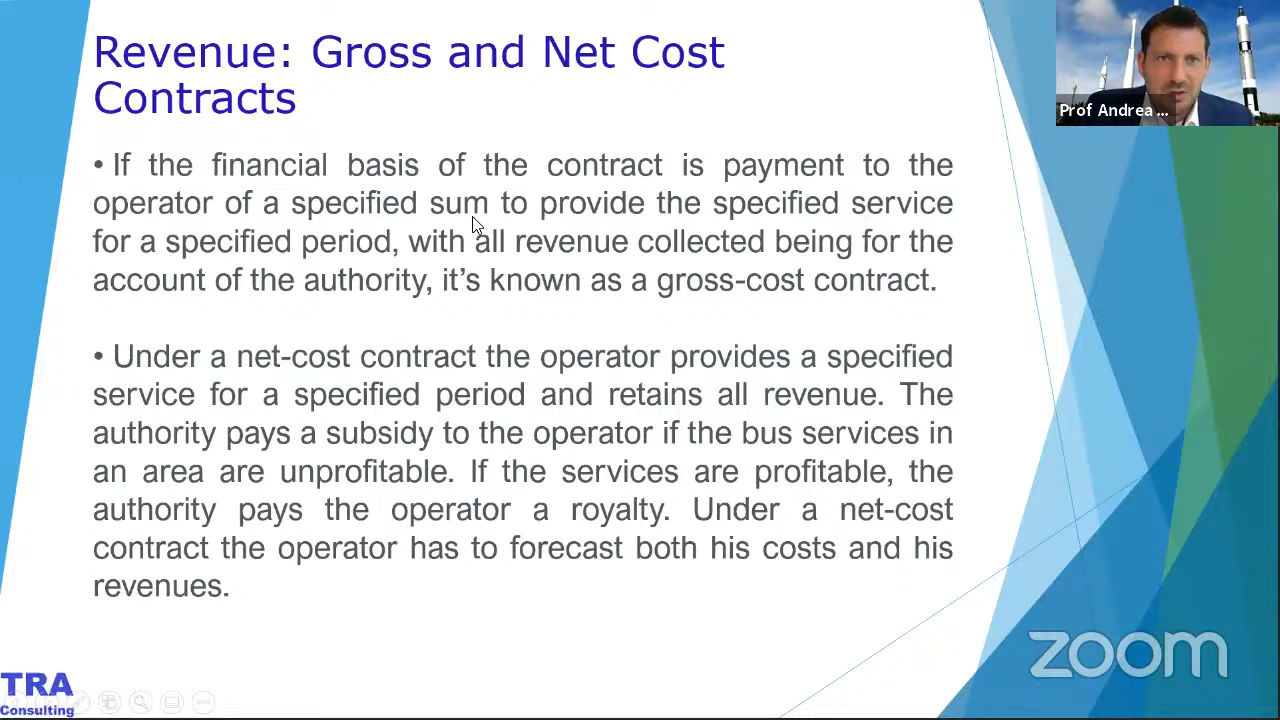 Revenue: Gross and Net Cost
Contracts
• If the financial basis of the contract is payment to the
operator of a specified sum to provide the specified service
for a specified period, with all revenue collected being for the
account of the authority, it’s known as a gross-cost contract.
• Under a net-cost contract the operator provides a specified
service for a specified period and retains all revenue. The
authority pays a subsidy to the operator if the bus services in
an area are unprofitable. If the services are profitable, the
authority pays the operator a royalty. Under a net-cost
contract the operator has to forecast both his costs and his
revenues.
Prof Andrea ...
zoom
TRA
Consulting